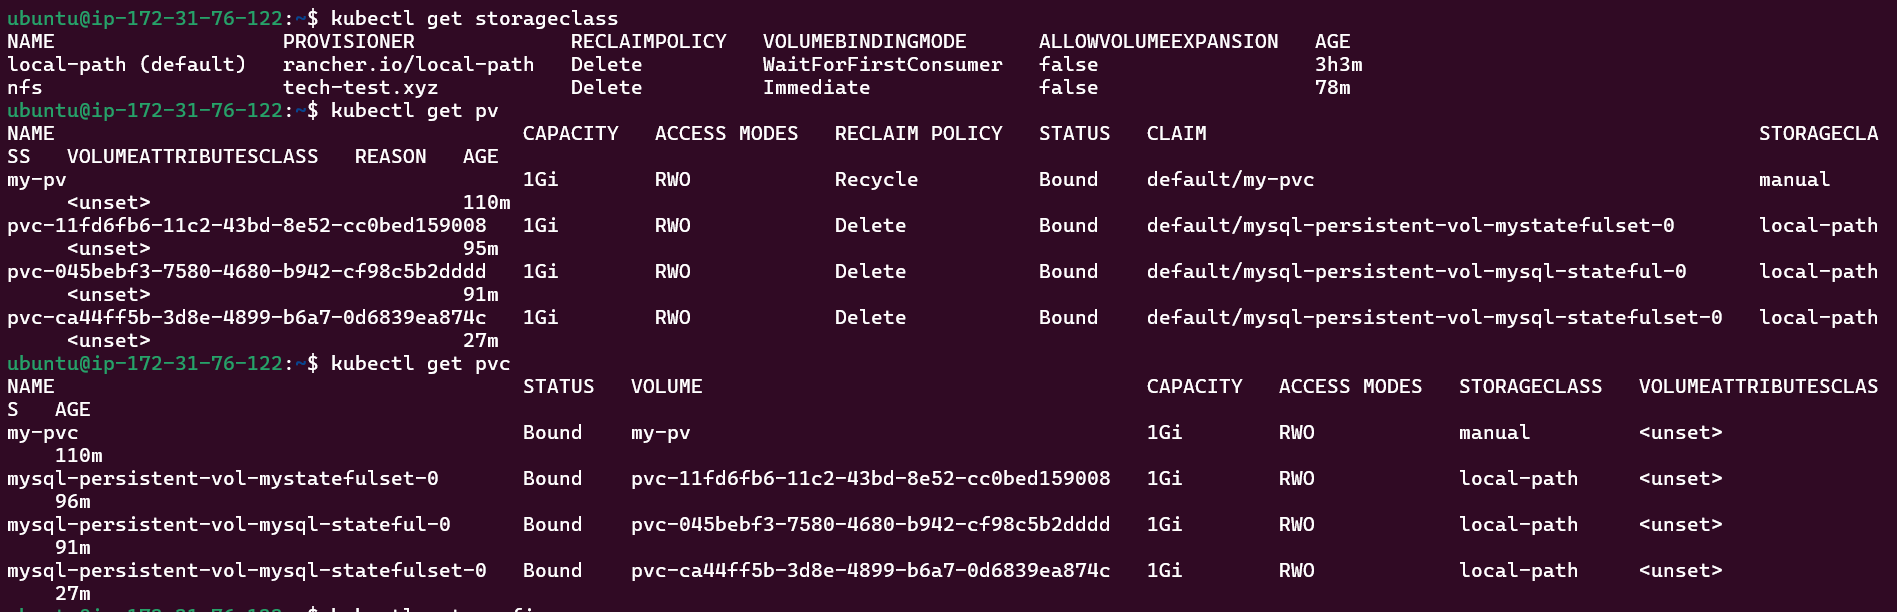 ubuntu@ip-172-31-76-122:~$ kubectl get storageclass
NAME                   PROVISIONER             RECLAIMPOLICY   VOLUMEBINDINGMODE      ALLOWVOLUMEEXPANSION   AGE
local-path (default)   rancher.io/local-path   Delete          WaitForFirstConsumer   false                  3h3m
nfs                    tech-test.xyz           Delete          Immediate              false                  78m
ubuntu@ip-172-31-76-122:~$ kubectl get pv
NAME                                       CAPACITY   ACCESS MODES   RECLAIM POLICY   STATUS   CLAIM                                              STORAGECLA
SS   VOLUMEATTRIBUTESCLASS   REASON   AGE
my-pv                                      1Gi        RWO            Recycle          Bound    default/my-pvc                                     manual
     <unset>                          110m
pvc-11fd6fb6-11c2-43bd-8e52-cc0bed159008   1Gi        RWO            Delete           Bound    default/mysql-persistent-vol-mystatefulset-0       local-path
     <unset>                          95m
pvc-045bebf3-7580-4680-b942-cf98c5b2dddd   1Gi        RWO            Delete           Bound    default/mysql-persistent-vol-mysql-stateful-0      local-path
     <unset>                          91m
pvc-ca44ff5b-3d8e-4899-b6a7-0d6839ea874c   1Gi        RWO            Delete           Bound    default/mysql-persistent-vol-mysql-statefulset-0   local-path
     <unset>                          27m
ubuntu@ip-172-31-76-122:~$ kubectl get pvc
NAME                                       STATUS   VOLUME                                     CAPACITY   ACCESS MODES   STORAGECLASS   VOLUMEATTRIBUTESCLAS
S   AGE
my-pvc                                     Bound    my-pv                                      1Gi        RWO            manual         <unset>
    110m
mysql-persistent-vol-mystatefulset-0       Bound    pvc-11fd6fb6-11c2-43bd-8e52-cc0bed159008   1Gi        RWO            local-path     <unset>
    96m
mysql-persistent-vol-mysql-stateful-0      Bound    pvc-045bebf3-7580-4680-b942-cf98c5b2dddd   1Gi        RWO            local-path     <unset>
    91m
mysql-persistent-vol-mysql-statefulset-0   Bound    pvc-ca44ff5b-3d8e-4899-b6a7-0d6839ea874c   1Gi        RWO            local-path     <unset>
    27m